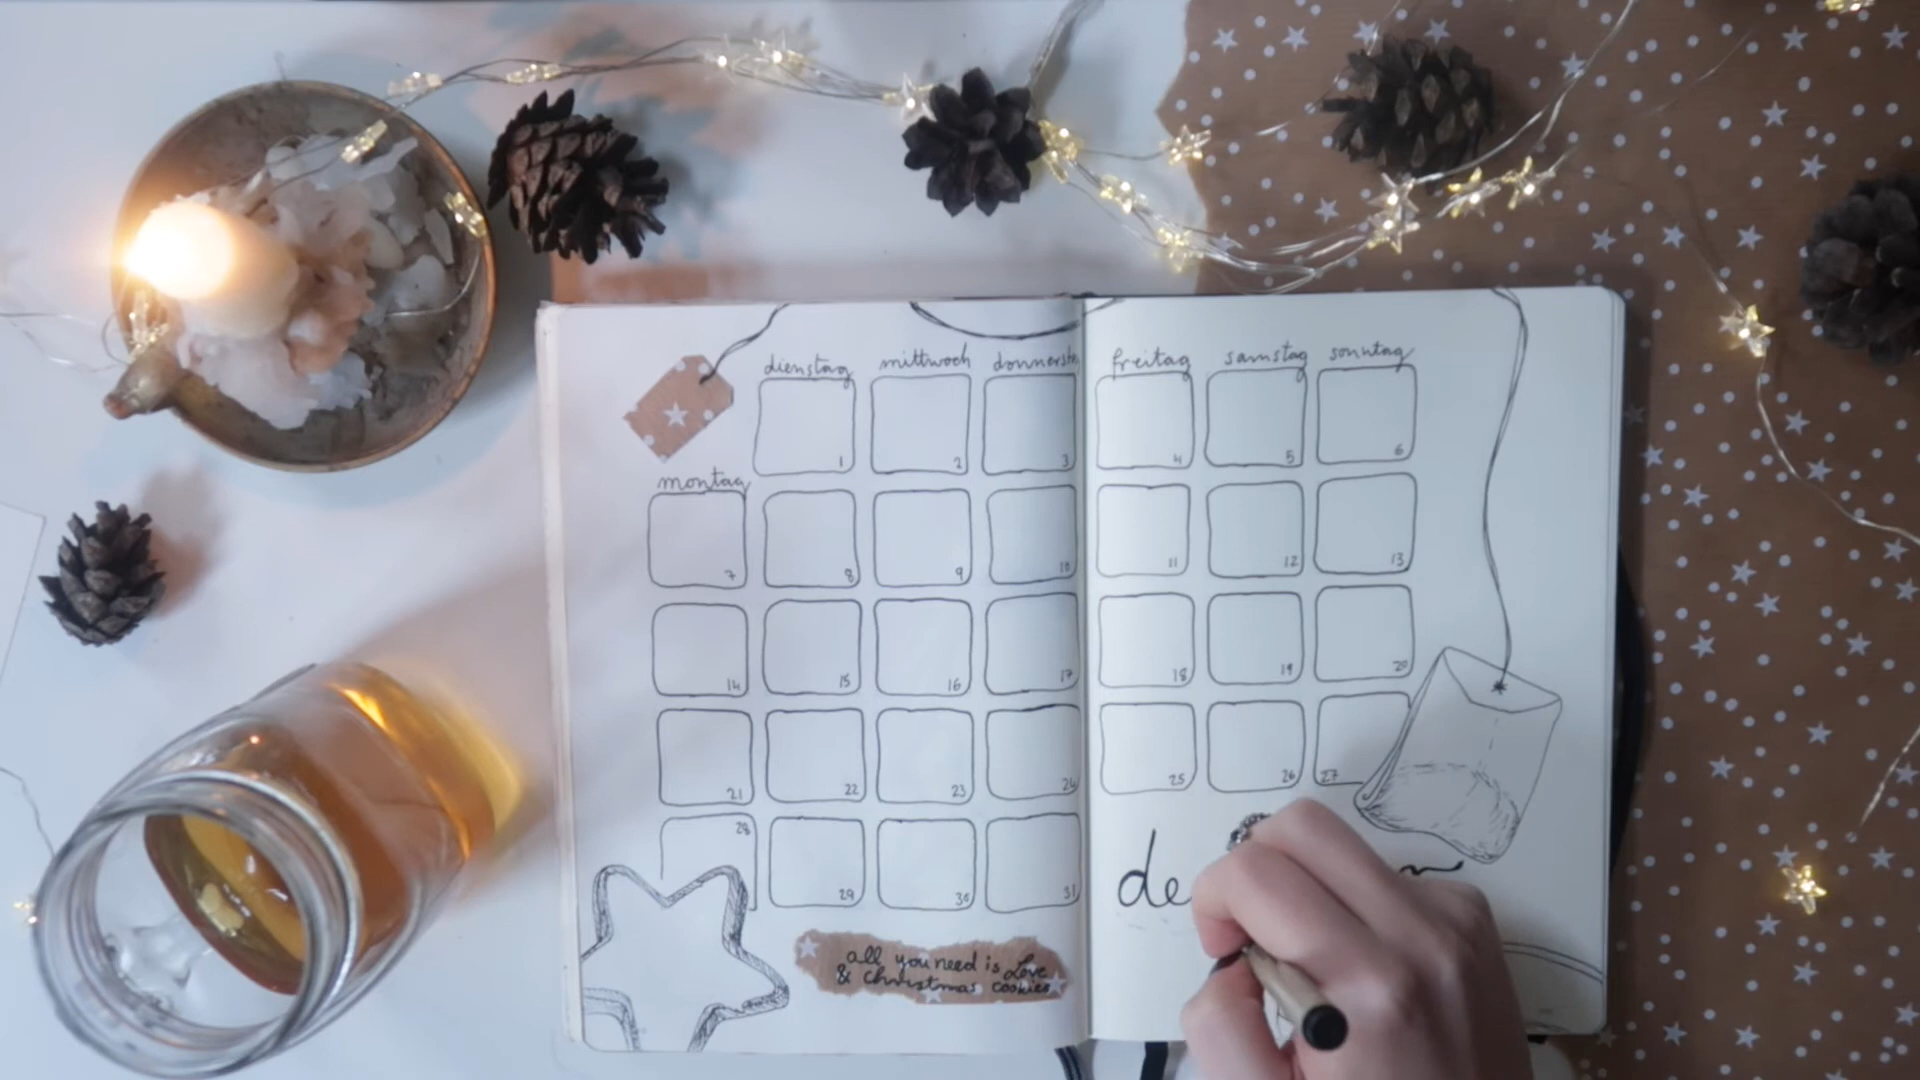 dienstag mittwoch donnersta freitag samstag sonntag
1 2 3 4 5 6
montag
7 8 9 10 11 12 13
14 15 16 17 18 19 20
21 22 23 24 25 26 27
28 29 30 31
de
all you need is Love
& christmas cookies